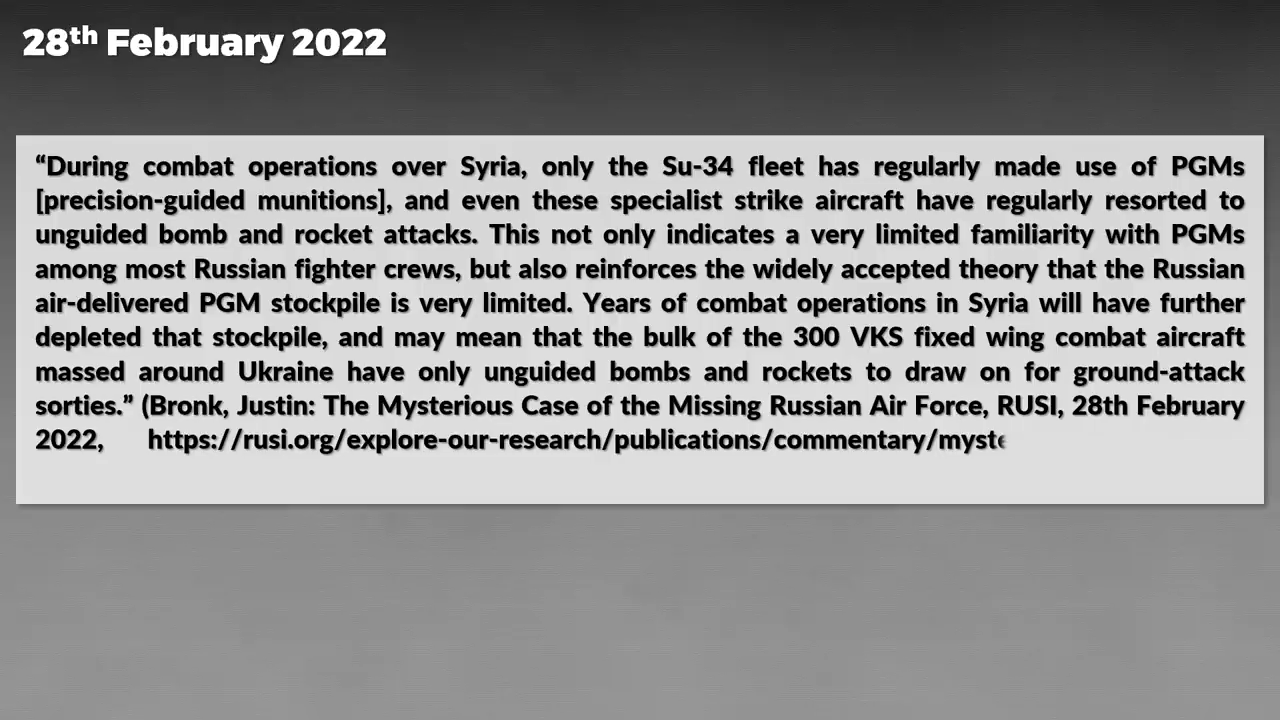 28th February 2022
“During combat operations over Syria, only the Su-34 fleet has regularly made use of PGMs
[precision-guided munitions], and even these specialist strike aircraft have regularly resorted to
unguided bomb and rocket attacks. This not only indicates a very limited familiarity with PGMs
among most Russian fighter crews, but also reinforces the widely accepted theory that the Russian
air-delivered PGM stockpile is very limited. Years of combat operations in Syria will have further
depleted that stockpile, and may mean that the bulk of the 300 VKS fixed wing combat aircraft
massed around Ukraine have only unguided bombs and rockets to draw on for ground-attack
sorties.” (Bronk, Justin: The Mysterious Case of the Missing Russian Air Force, RUSI, 28th February
2022, https://rusi.org/explore-our-research/publications/commentary/myste